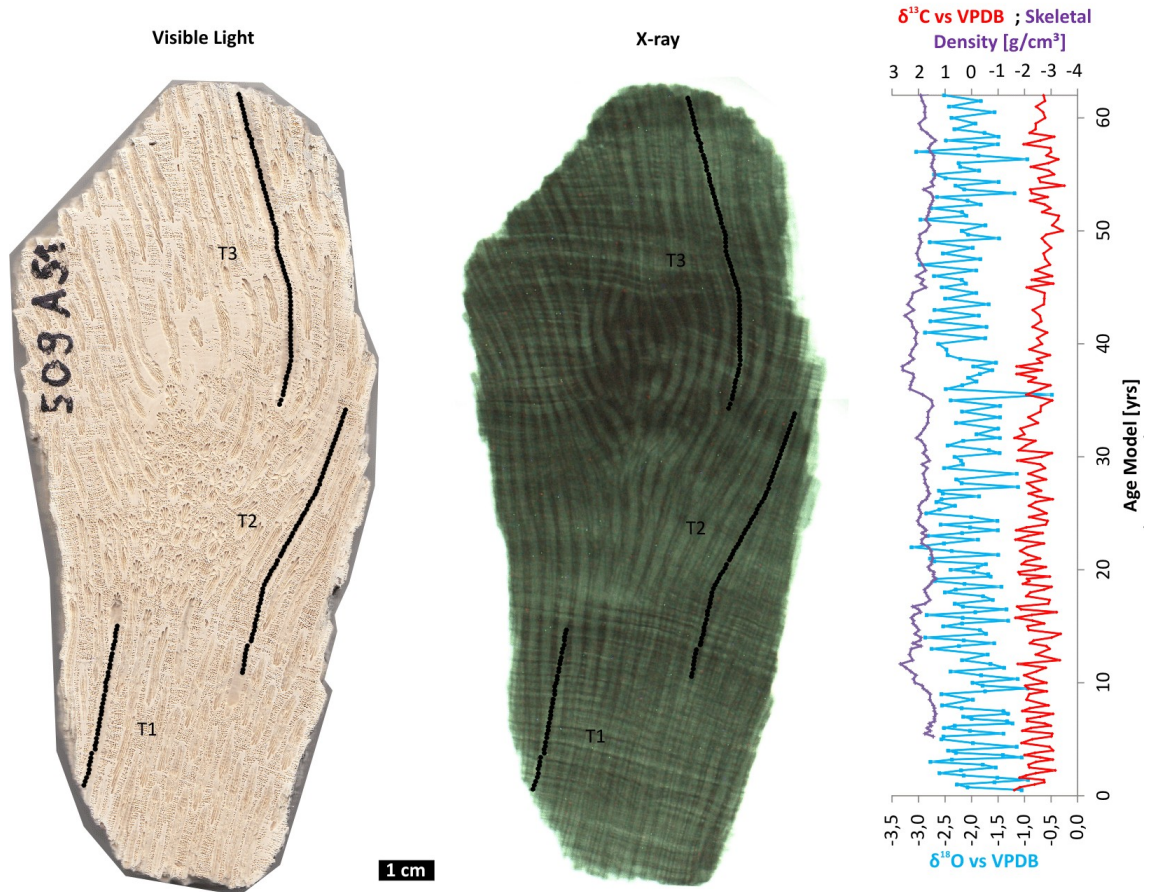 Visible Light
X-ray
δ¹³C vs VPDB ; Skeletal
Density [g/cm³]
3 2 1 0 -1 -2 -3 -4
509 A51
T3
T2
T1
T3
T2
T1
1 cm
60
50
40
30
20
10
0
Age Model [yrs]
-3,5 -3,0 -2,5 -2,0 -1,5 -1,0 -0,5 0,0
δ¹⁸O vs VPDB